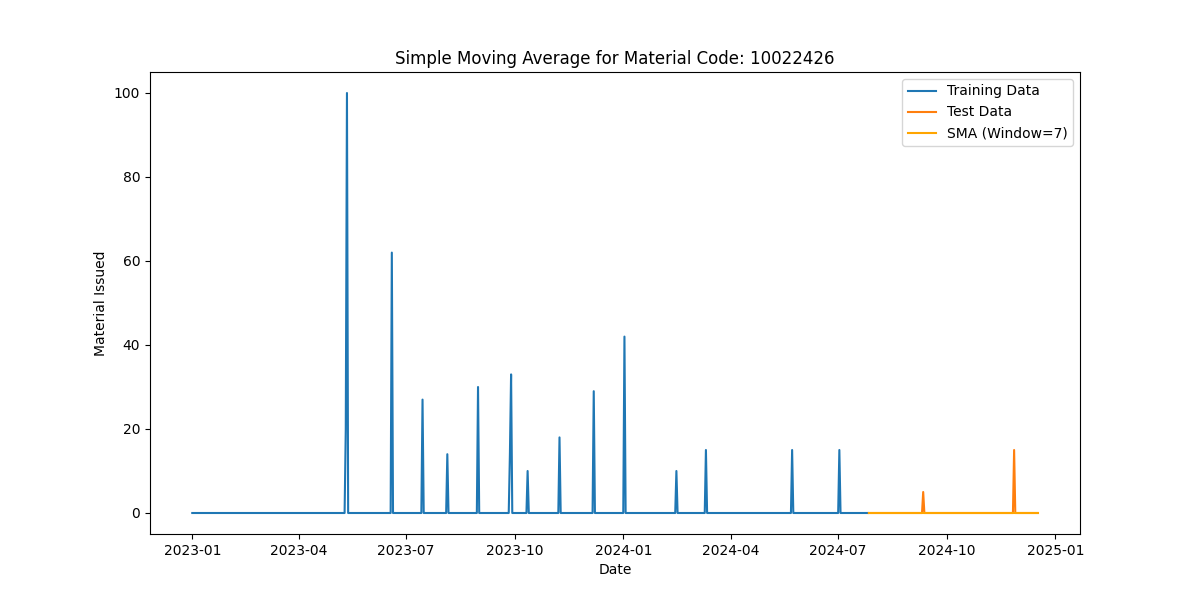 Simple Moving Average for Material Code: 10022426
Training Data
Test Data
SMA (Window=7)
Material Issued
100
80
60
40
20
0
2023-01 2023-04 2023-07 2023-10 2024-01 2024-04 2024-07 2024-10 2025-01
Date